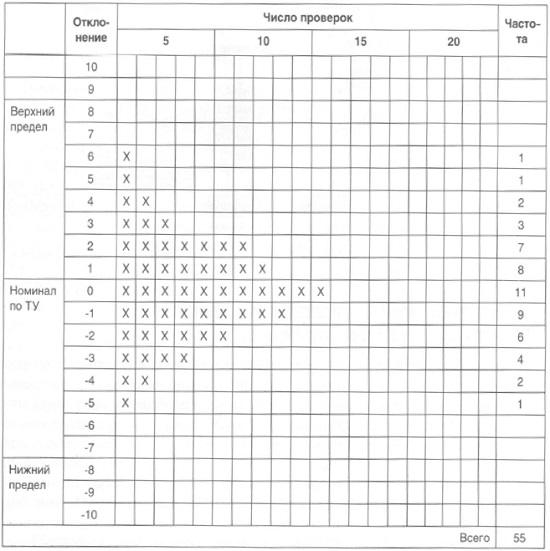 Отклонение
Число проверок
Часто-
та
5 10 15 20
10
9
Верхний 8
предел 7
6 X 1
5 X 1
4 X X 2
3 X X X 3
2 X X X X X X X 7
1 X X X X X X X X 8
Номинал 0 X X X X X X X X X X X 11
по ТУ -1 X X X X X X X X X 9
-2 X X X X X X 6
-3 X X X X 4
-4 X X 2
-5 X 1
-6
-7
Нижний -8
предел -9
-10
Всего 55